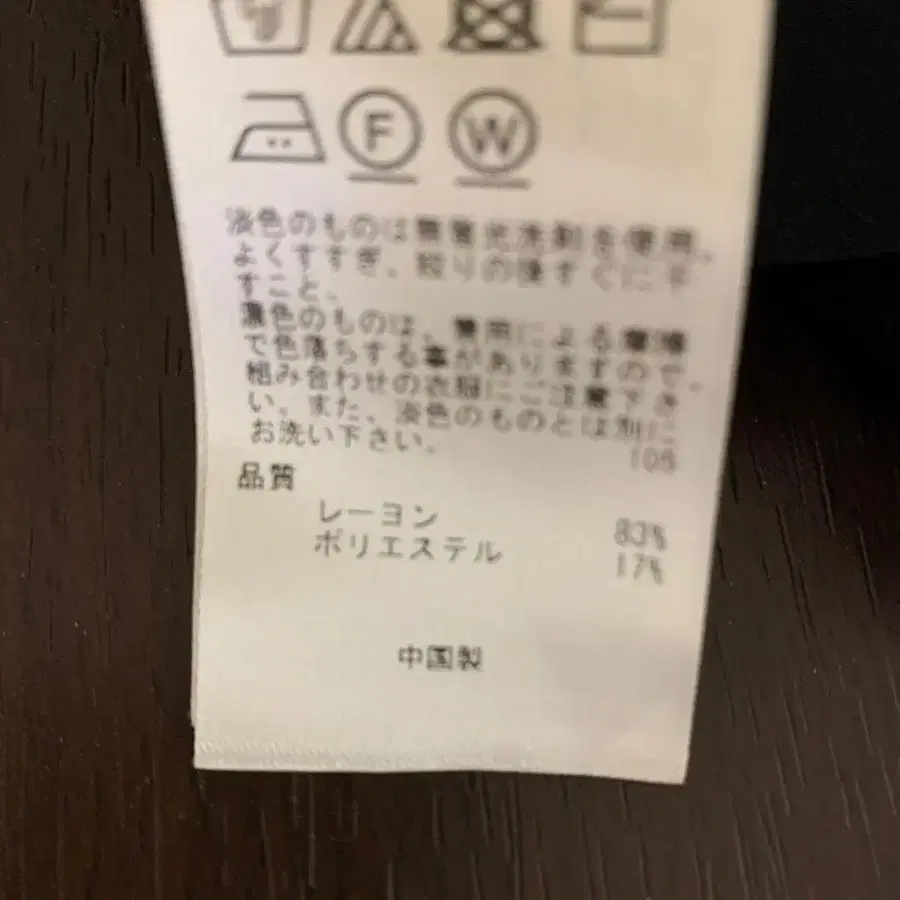 F W
淡色のものは無蛍光洗剤を使用。
よくすすぎ、絞りの後すぐに干
すこと。
濃色のものは、着用による摩擦
で色落ちする事がありますので、
組み合わせの衣服にご注意下さ
い。また、淡色のものとは別に
お洗い下さい。
105
品質
レーヨン 83%
ポリエステル 17%
中国製